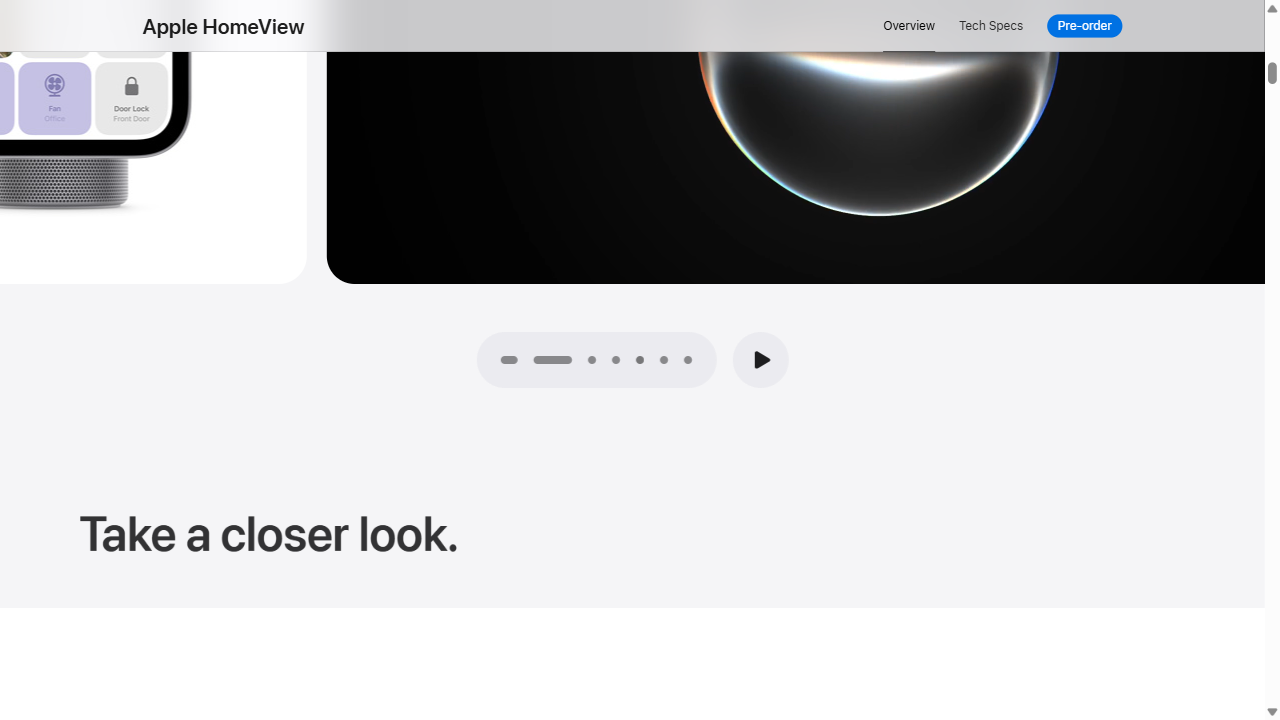 Apple HomeView
Overview
Tech Specs
Pre-order
Fan
Office
Door Lock
Front Door
Take a closer look.